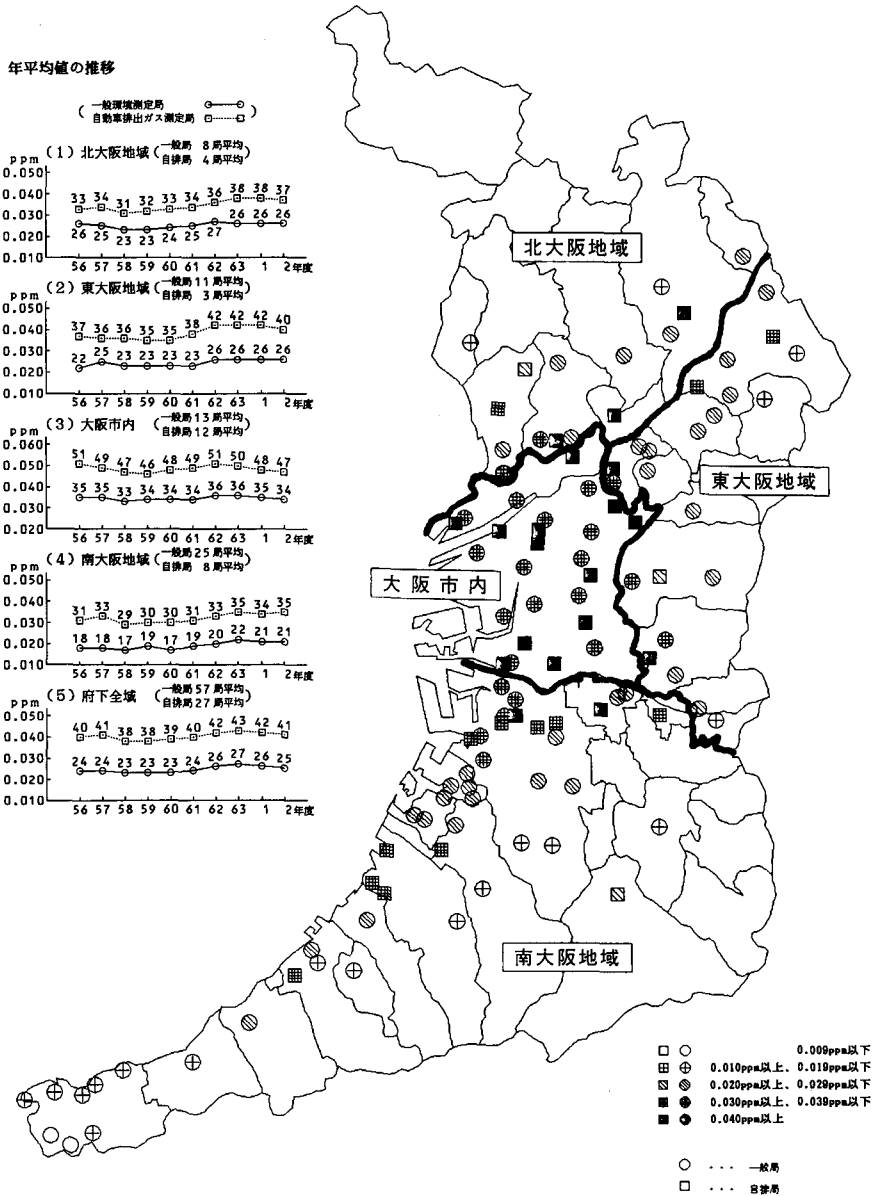 年平均値の推移
一般環境測定局
自動車排出ガス測定局
ppm (1) 北大阪地域 (一般局 8局平均
自排局 4局平均)
0.050
0.040
0.030
0.020
0.010
33 34 31 32 33 34 36 38 38 37
26 25 23 23 24 25 27 26 26 26
56 57 58 59 60 61 62 63 1 2年度
ppm (2) 東大阪地域 (一般局11局平均
自排局 3局平均)
0.050
0.040
0.030
0.020
0.010
37 36 36 35 35 38 42 42 42 40
22 25 23 23 23 23 26 26 26 26
56 57 58 59 60 61 62 63 1 2年度
ppm (3) 大阪市内 (一般局13局平均
自排局12局平均)
0.060
0.050
0.040
0.030
0.020
51 49 47 46 48 49 51 50 48 47
35 35 33 34 34 34 36 36 35 34
56 57 58 59 60 61 62 63 1 2年度
ppm (4) 南大阪地域 (一般局25局平均
自排局 8局平均)
0.050
0.040
0.030
0.020
0.010
31 33 29 30 30 31 33 35 34 35
18 18 17 19 17 19 20 22 21 21
56 57 58 59 60 61 62 63 1 2年度
ppm (5) 府下全域 (一般局57局平均
自排局27局平均)
0.050
0.040
0.030
0.020
0.010
40 41 38 38 39 40 42 43 42 41
24 24 23 23 23 24 26 27 26 25
56 57 58 59 60 61 62 63 1 2年度
北大阪地域
東大阪地域
大阪市内
南大阪地域
0.009ppm以下
0.010ppm以上、0.019ppm以下
0.020ppm以上、0.029ppm以下
0.030ppm以上、0.039ppm以下
0.040ppm以上
・・・ 一般局
・・・ 自排局